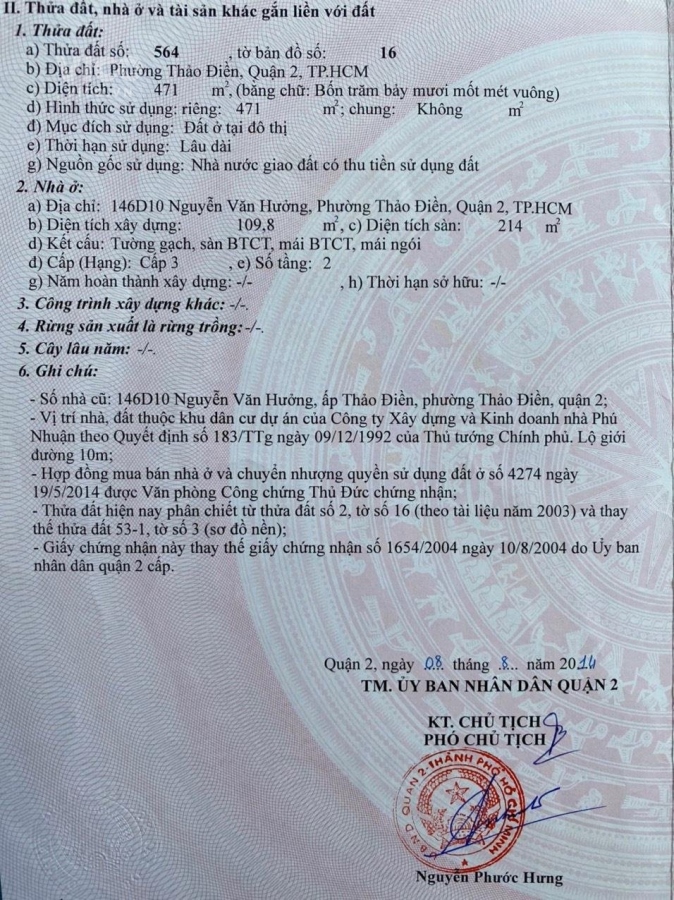 II. Thửa đất, nhà ở và tài sản khác gắn liền với đất
1. Thửa đất:
a) Thửa đất số: 564 , tờ bản đồ số: 16
b) Địa chỉ: Phường Thảo Điền, Quận 2, TP.HCM
c) Diện tích: 471 m², (bằng chữ: Bốn trăm bảy mươi mốt mét vuông)
d) Hình thức sử dụng: riêng: 471 m²; chung: Không m²
đ) Mục đích sử dụng: Đất ở tại đô thị
e) Thời hạn sử dụng: Lâu dài
g) Nguồn gốc sử dụng: Nhà nước giao đất có thu tiền sử dụng đất
2. Nhà ở:
a) Địa chỉ: 146D10 Nguyễn Văn Hưởng, Phường Thảo Điền, Quận 2, TP.HCM
b) Diện tích xây dựng: 109,8 m², c) Diện tích sàn: 214 m²
d) Kết cấu: Tường gạch, sàn BTCT, mái BTCT, mái ngói
đ) Cấp (Hạng): Cấp 3 , e) Số tầng: 2
g) Năm hoàn thành xây dựng: -/- , h) Thời hạn sở hữu: -/-
3. Công trình xây dựng khác: -/-.
4. Rừng sản xuất là rừng trồng: -/-.
5. Cây lâu năm: -/-.
6. Ghi chú:
- Số nhà cũ: 146D10 Nguyễn Văn Hưởng, ấp Thảo Điền, phường Thảo Điền, quận 2;
- Vị trí nhà, đất thuộc khu dân cư dự án của Công ty Xây dựng và Kinh doanh nhà Phú
Nhuận theo Quyết định số 183/TTg ngày 09/12/1992 của Thủ tướng Chính phủ. Lộ giới
đường 10m;
- Hợp đồng mua bán nhà ở và chuyển nhượng quyền sử dụng đất ở số 4274 ngày
19/5/2014 được Văn phòng Công chứng Thủ Đức chứng nhận;
- Thửa đất hiện nay phân chiết từ thửa đất số 2, tờ số 16 (theo tài liệu năm 2003) và thay
thế thửa đất 53-1, tờ số 3 (sơ đồ nền);
- Giấy chứng nhận này thay thế giấy chứng nhận số 1654/2004 ngày 10/8/2004 do Ủy ban
nhân dân quận 2 cấp.
Quận 2, ngày 08 tháng 8 năm 2014
TM. ỦY BAN NHÂN DÂN QUẬN 2
KT. CHỦ TỊCH
PHÓ CHỦ TỊCH
U.B.N.D QUẬN 2-THÀNH PHỐ HỒ CHÍ MINH
Nguyễn Phước Hưng